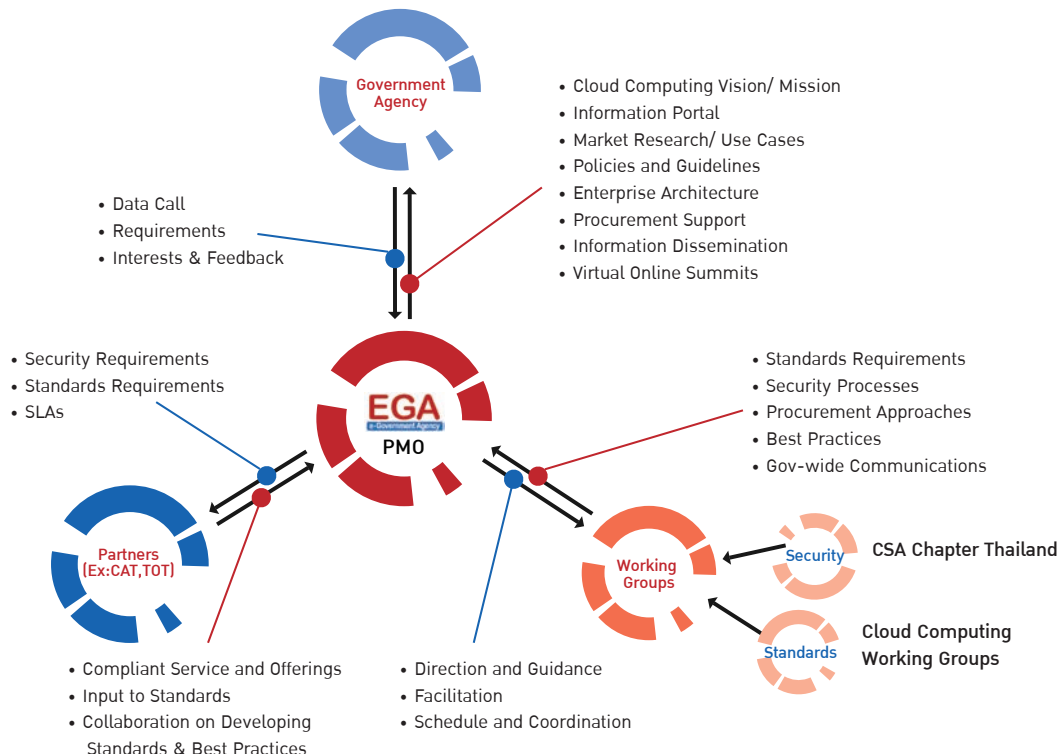 Government
Agency
• Cloud Computing Vision/ Mission
• Information Portal
• Market Research/ Use Cases
• Policies and Guidelines
• Enterprise Architecture
• Procurement Support
• Information Dissemination
• Virtual Online Summits
• Data Call
• Requirements
• Interests & Feedback
• Security Requirements
• Standards Requirements
• SLAs
EGA
e-Government Agency
PMO
• Standards Requirements
• Security Processes
• Procurement Approaches
• Best Practices
• Gov-wide Communications
Partners
(Ex:CAT,TOT)
Working
Groups
Security
CSA Chapter Thailand
Standards
Cloud Computing
Working Groups
• Compliant Service and Offerings
• Input to Standards
• Collaboration on Developing
Standards & Best Practices
• Direction and Guidance
• Facilitation
• Schedule and Coordination